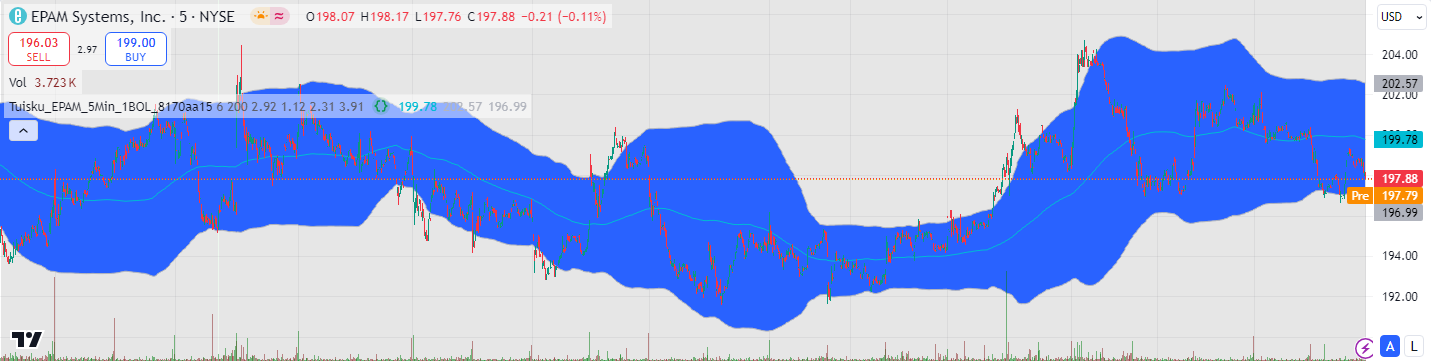 EPAM Systems, Inc. · 5 · NYSE O198.07 H198.17 L197.76 C197.88 −0.21 (−0.11%)
USD
196.03 SELL 2.97 199.00 BUY
204.00
Vol 3.723 K
202.57
202.00
Tuisku_EPAM_5Min_1BOL_8170aa15 6 200 2.92 1.12 2.31 3.91 199.78 202.57 196.99
199.78
197.88
Pre 197.79
196.99
194.00
192.00
A L